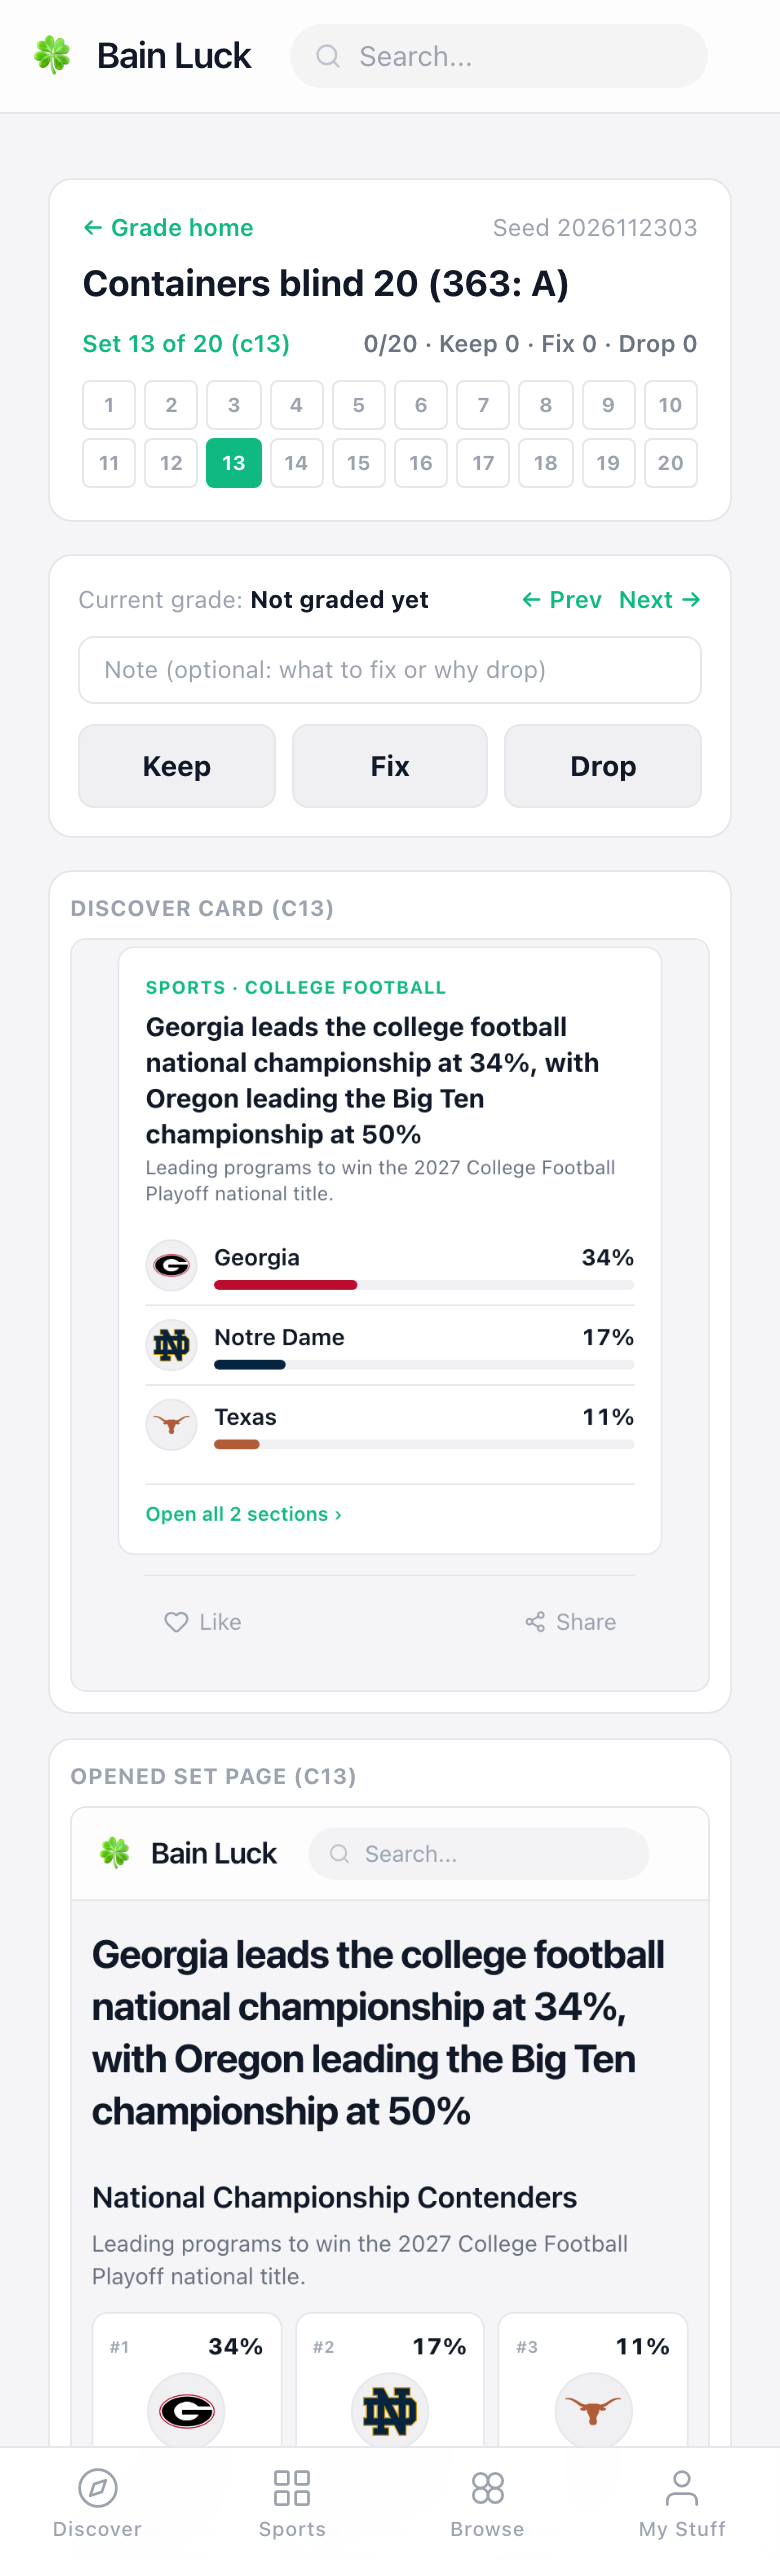 Bain Luck
Search...
← Grade home
Seed 2026112303
Containers blind 20 (363: A)
Set 13 of 20 (c13)
0/20 · Keep 0 · Fix 0 · Drop 0
1 2 3 4 5 6 7 8 9 10
11 12 13 14 15 16 17 18 19 20
Current grade: Not graded yet
← Prev Next →
Note (optional: what to fix or why drop)
Keep Fix Drop
DISCOVER CARD (C13)
SPORTS · COLLEGE FOOTBALL
Georgia leads the college football
national championship at 34%, with
Oregon leading the Big Ten
championship at 50%
Leading programs to win the 2027 College Football
Playoff national title.
Georgia 34%
Notre Dame 17%
Texas 11%
Open all 2 sections ›
Like Share
OPENED SET PAGE (C13)
Bain Luck
Search...
Georgia leads the college football
national championship at 34%,
with Oregon leading the Big Ten
championship at 50%
National Championship Contenders
Leading programs to win the 2027 College Football
Playoff national title.
#1 34% #2 17% #3 11%
Discover Sports Browse My Stuff